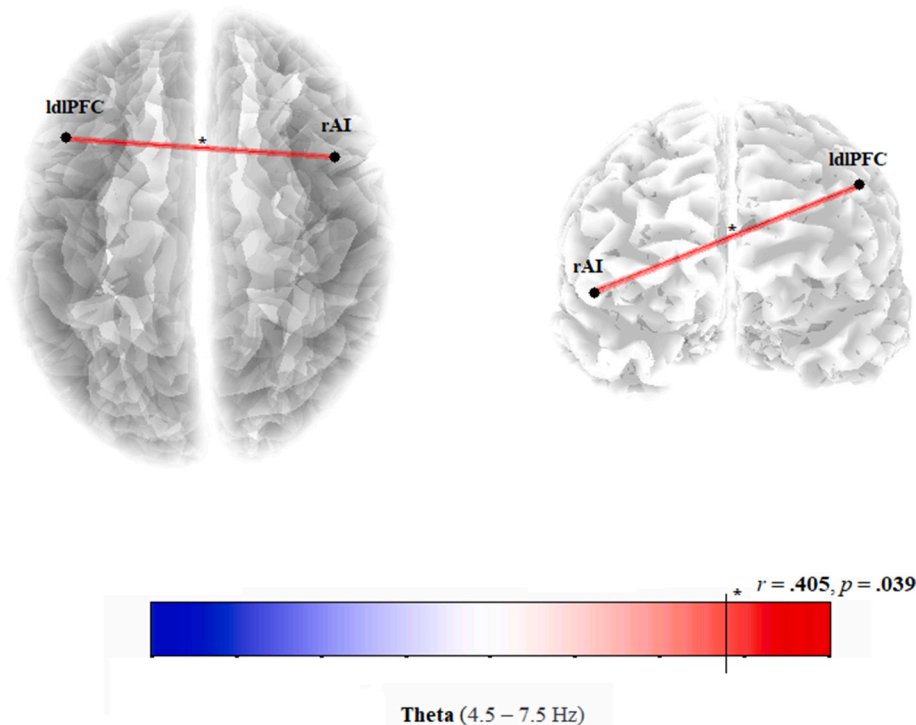 ldlPFC
rAI
*
ldlPFC
rAI
*
* r = .405, p = .039
Theta (4.5 – 7.5 Hz)